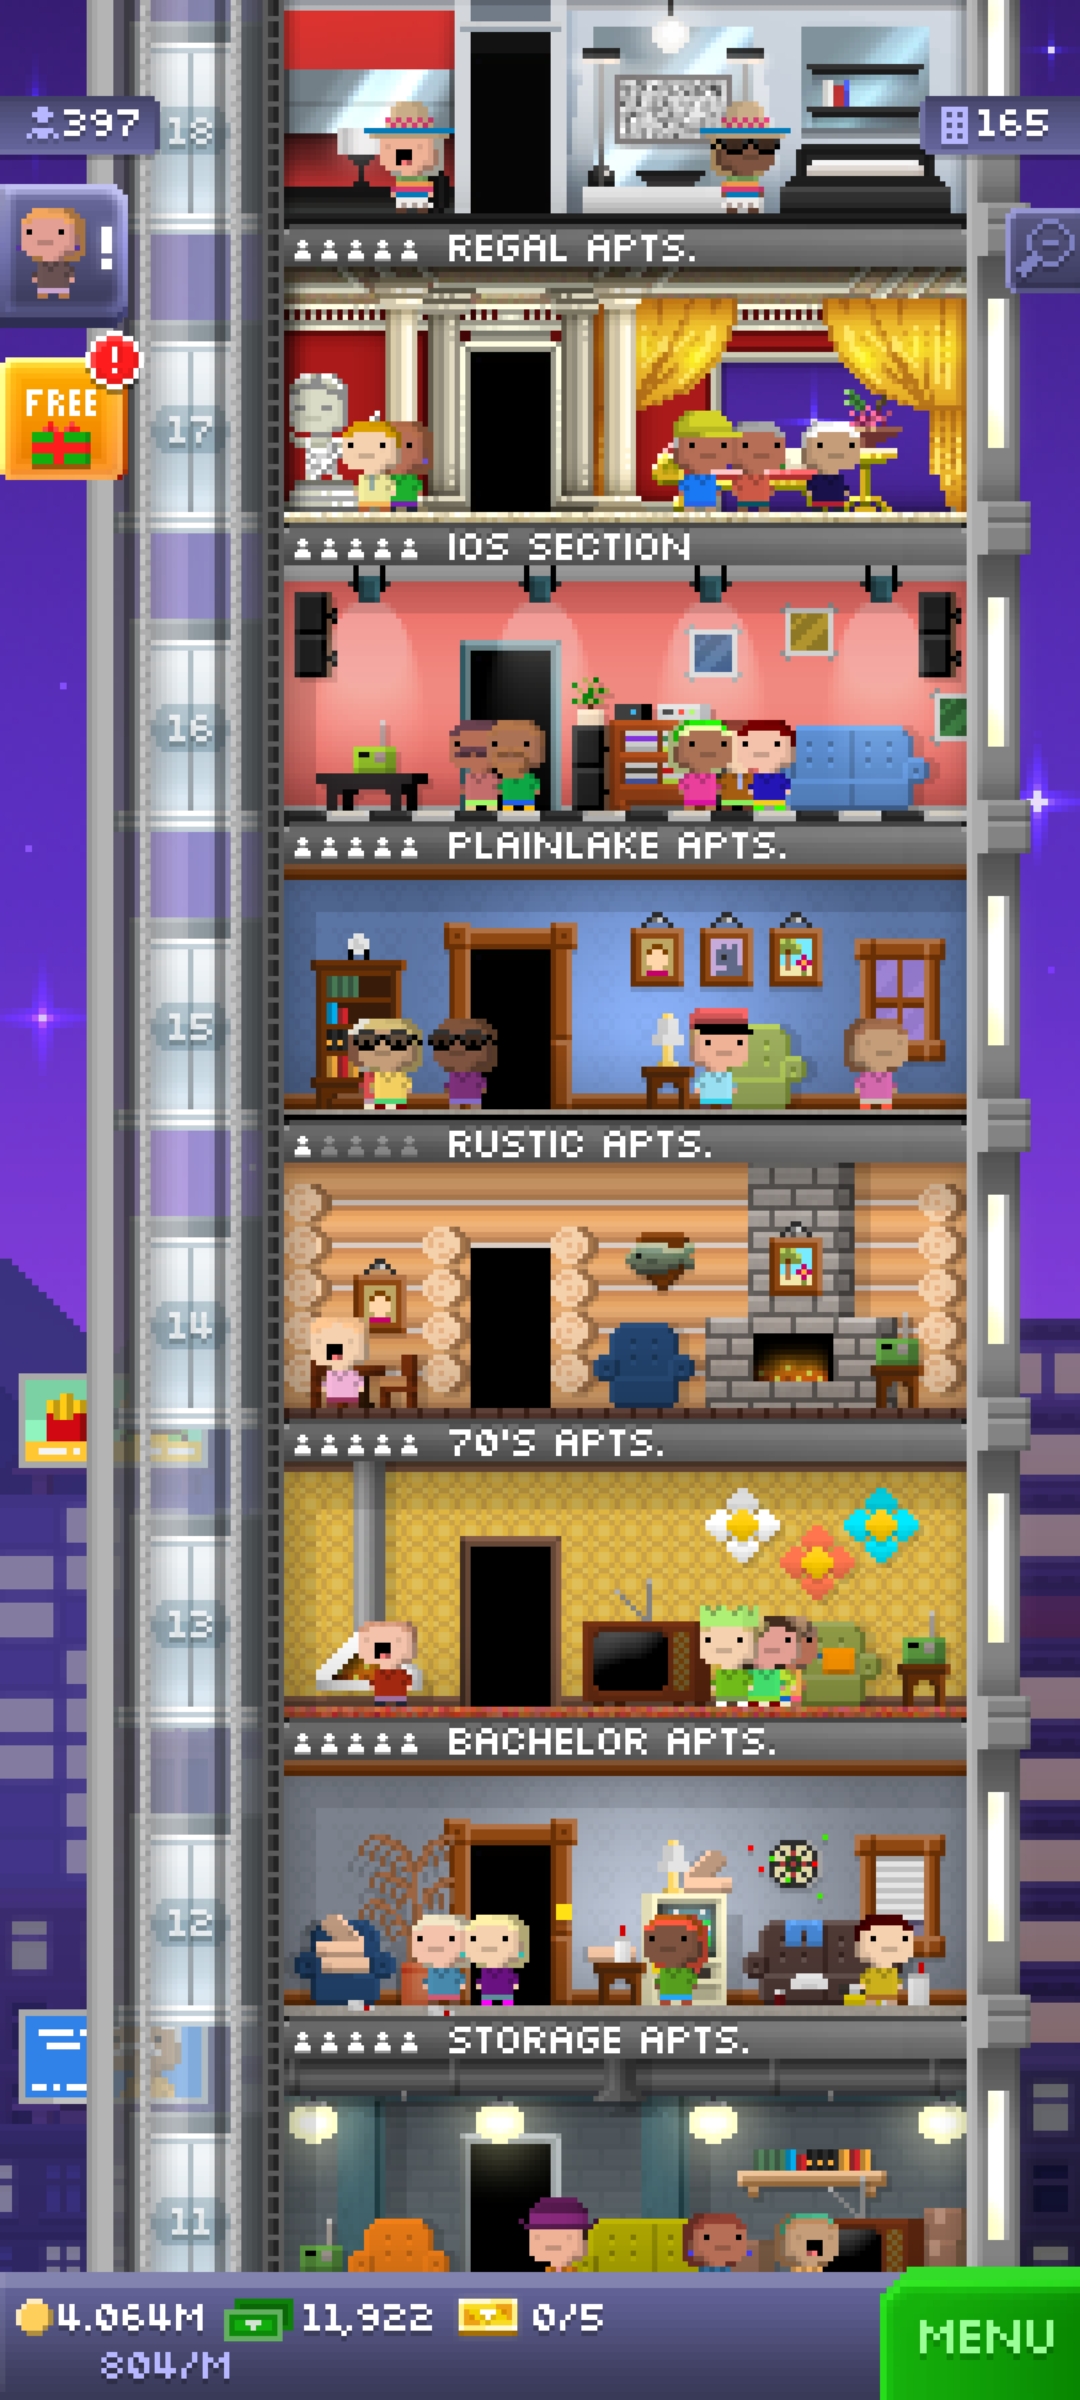 397
18
165
REGAL APTS.
!
!
FREE
17
IOS SECTION
16
PLAINLAKE APTS.
15
RUSTIC APTS.
14
70'S APTS.
13
BACHELOR APTS.
12
STORAGE APTS.
11
4.064M 11,922 0/5
804/M
MENU